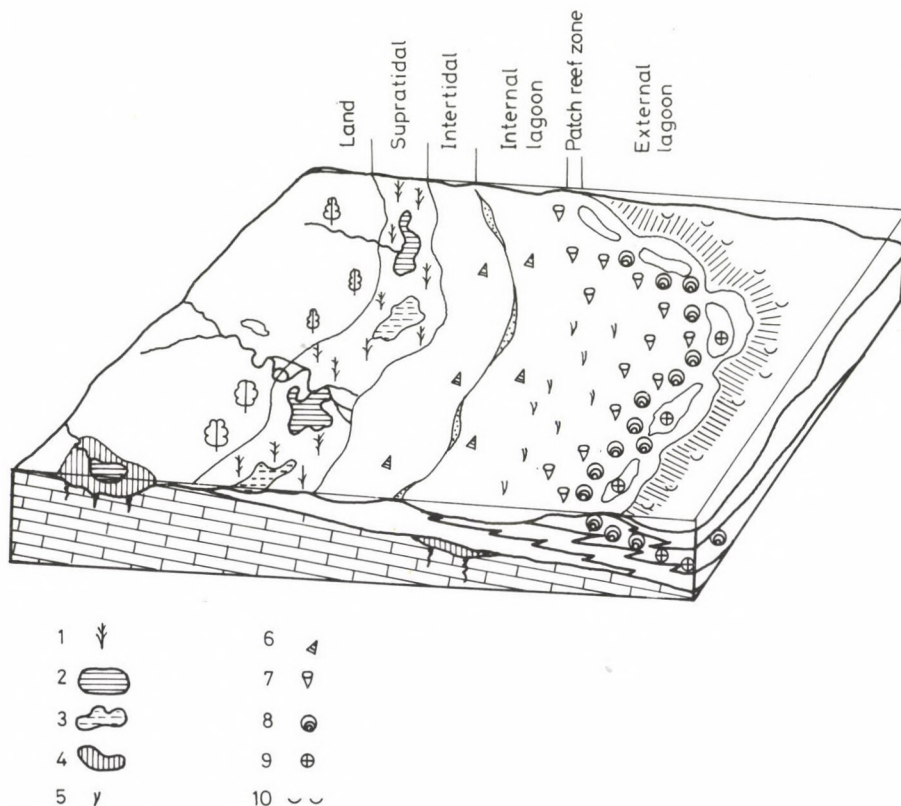 Land
Supratidal
Intertidal
Internal
lagoon
Patch reef zone
External
lagoon
1
2
3
4
5
6
7
8
9
10